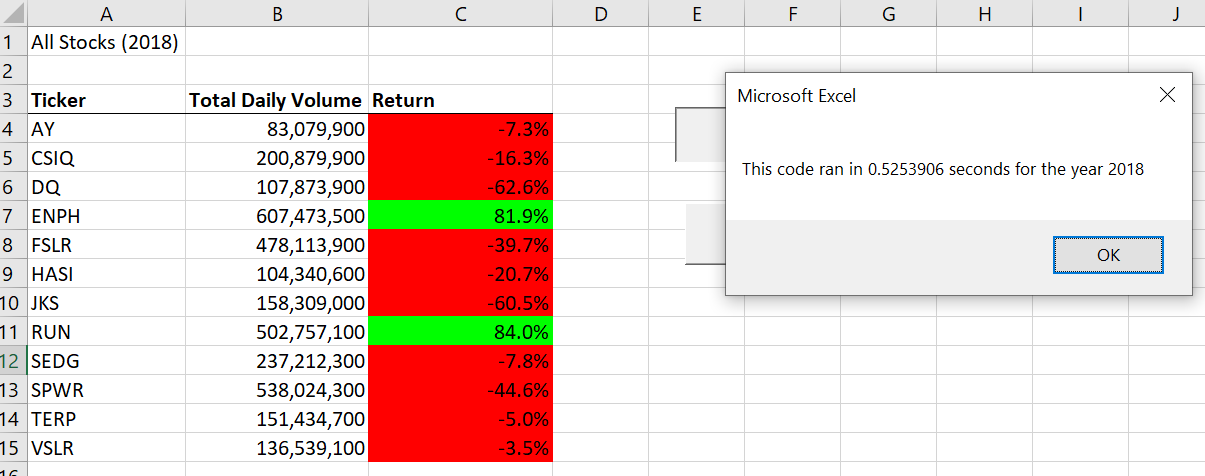 A B C D E F G H I J
1 All Stocks (2018)
2
3 Ticker Total Daily Volume Return
4 AY 83,079,900 -7.3%
5 CSIQ 200,879,900 -16.3%
6 DQ 107,873,900 -62.6%
7 ENPH 607,473,500 81.9%
8 FSLR 478,113,900 -39.7%
9 HASI 104,340,600 -20.7%
10 JKS 158,309,000 -60.5%
11 RUN 502,757,100 84.0%
12 SEDG 237,212,300 -7.8%
13 SPWR 538,024,300 -44.6%
14 TERP 151,434,700 -5.0%
15 VSLR 136,539,100 -3.5%
Microsoft Excel
This code ran in 0.5253906 seconds for the year 2018
OK